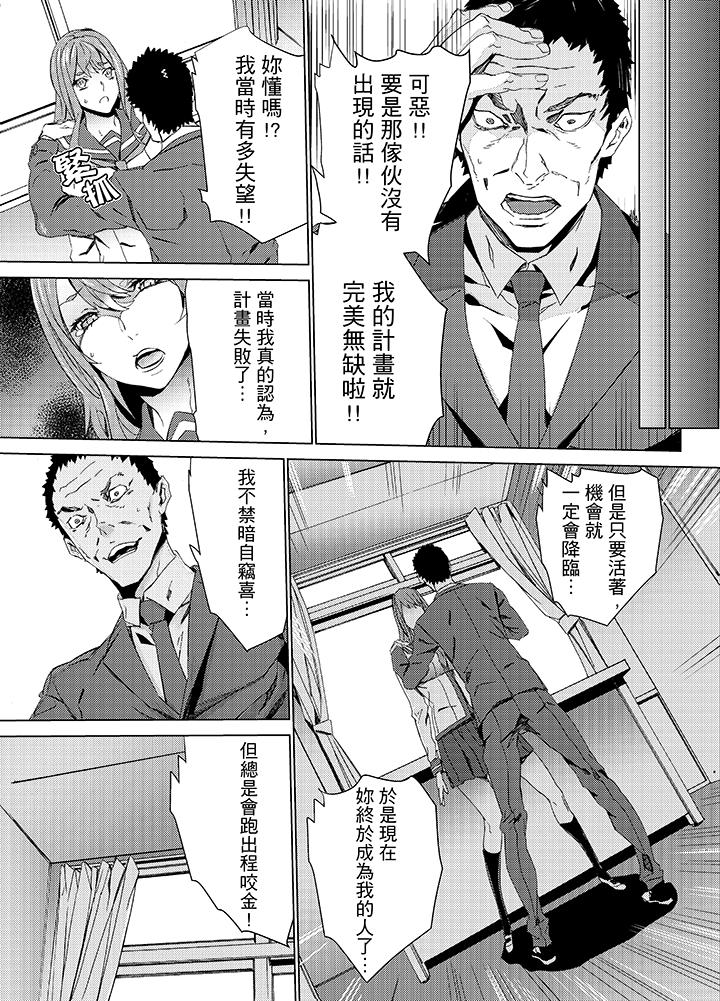 可惡!!
要是那傢伙沒有
出現的話!!
我的計畫就
完美無缺啦!!
妳懂嗎!?
我當時有多失望!!
緊抓
當時我真的認為，
計畫失敗了…
但是只要活著，
機會就
一定會降臨…
於是現在
妳終於成為我的人了…
我不禁暗自竊喜…
但總是會跑出程咬金！